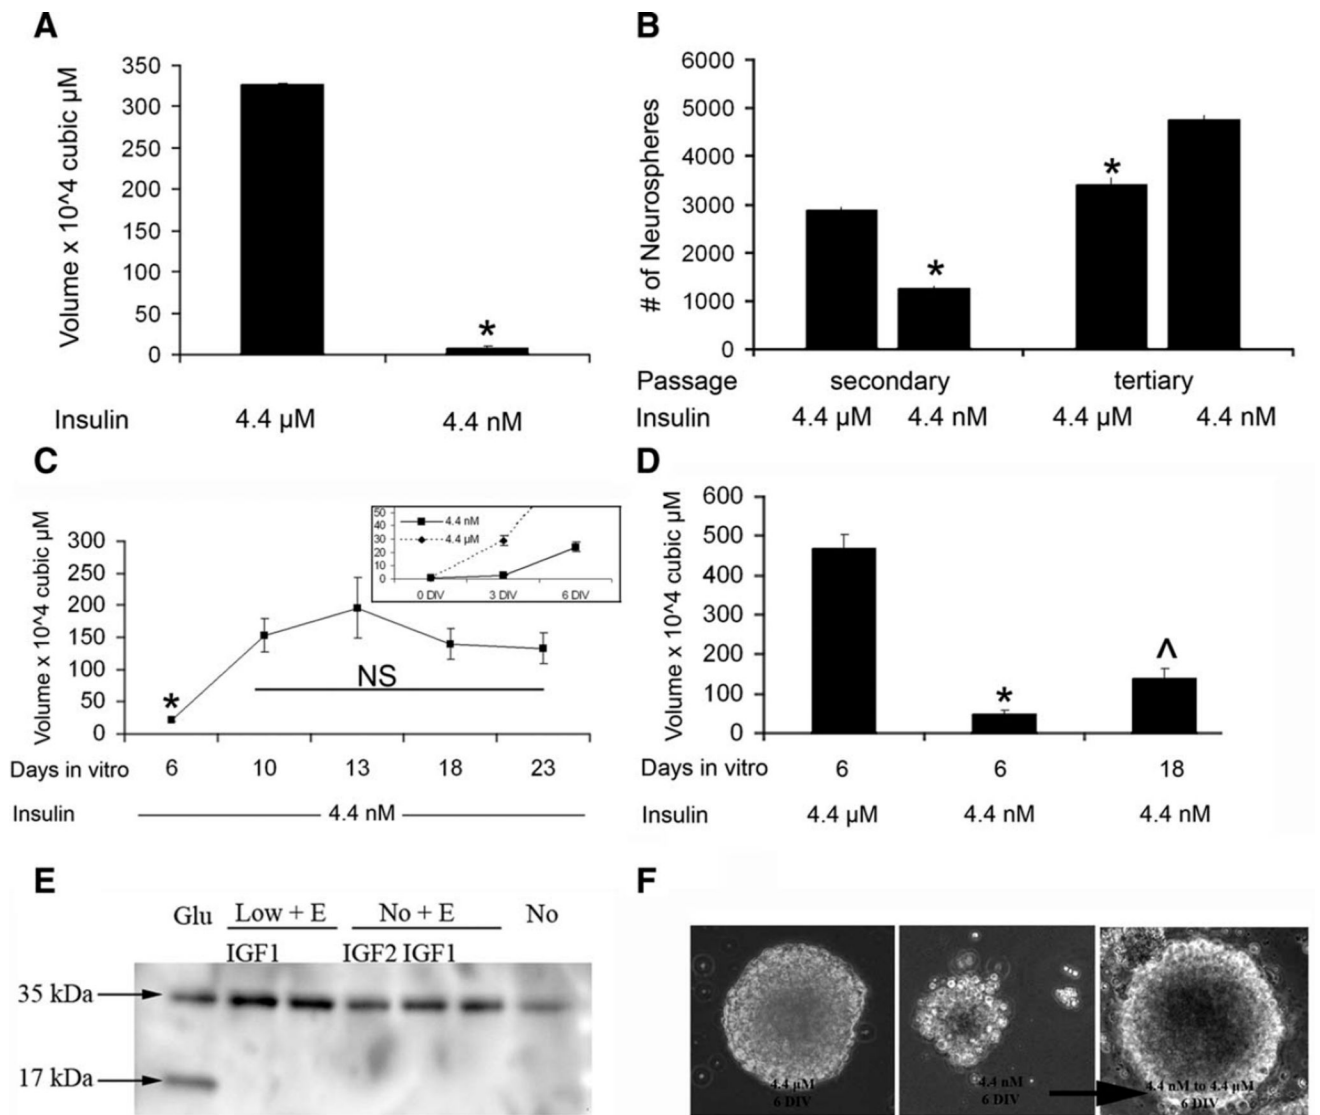 A
350
300
250
200
150
100
50
0
Volume x 10^4 cubic µM
*
Insulin 4.4 µM 4.4 nM
B
6000
5000
4000
3000
2000
1000
0
# of Neurospheres
*
*
Passage secondary tertiary
Insulin 4.4 µM 4.4 nM 4.4 µM 4.4 nM
C
300
250
200
150
100
50
0
Volume x 10^4 cubic µM
50
40
30
20
10
0
4.4 nM
4.4 µM
0 DIV 3 DIV 6 DIV
*
NS
Days in vitro 6 10 13 18 23
Insulin 4.4 nM
D
600
500
400
300
200
100
0
Volume x 10^4 cubic µM
*
^
Days in vitro 6 6 18
Insulin 4.4 µM 4.4 nM 4.4 nM
E
Glu Low + E No + E No
IGF1 IGF2 IGF1
35 kDa
17 kDa
F
4.4 µM
6 DIV
4.4 nM
6 DIV
4.4 nM to 4.4 µM
6 DIV